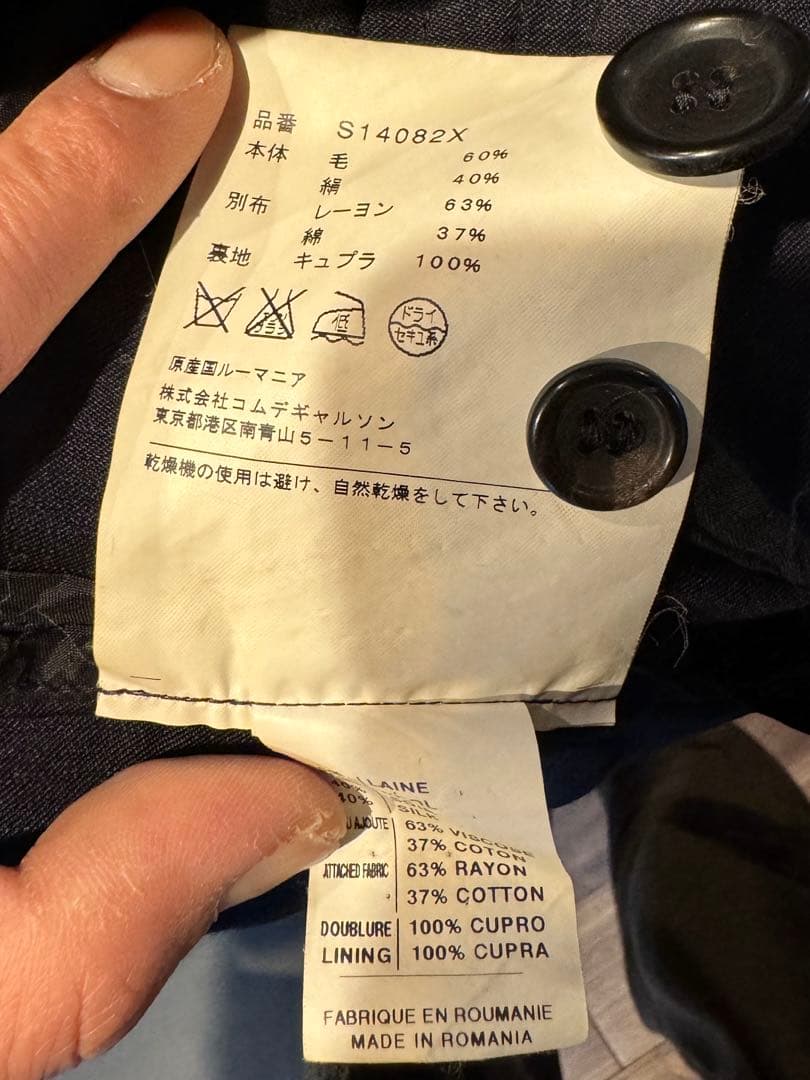 品番 S14082X
本体 毛 60%
絹 40%
別布 レーヨン 63%
綿 37%
裏地 キュプラ 100%
低
ドライ
セキユ系
原産国ルーマニア
株式会社コムデギャルソン
東京都港区南青山5-11-5
乾燥機の使用は避け、自然乾燥をして下さい。
LAINE
40%
SILK
AJOUTE 63% VISCOSE
37% COTON
ATTACHED FABRIC 63% RAYON
37% COTTON
DOUBLURE 100% CUPRO
LINING 100% CUPRA
FABRIQUE EN ROUMANIE
MADE IN ROMANIA